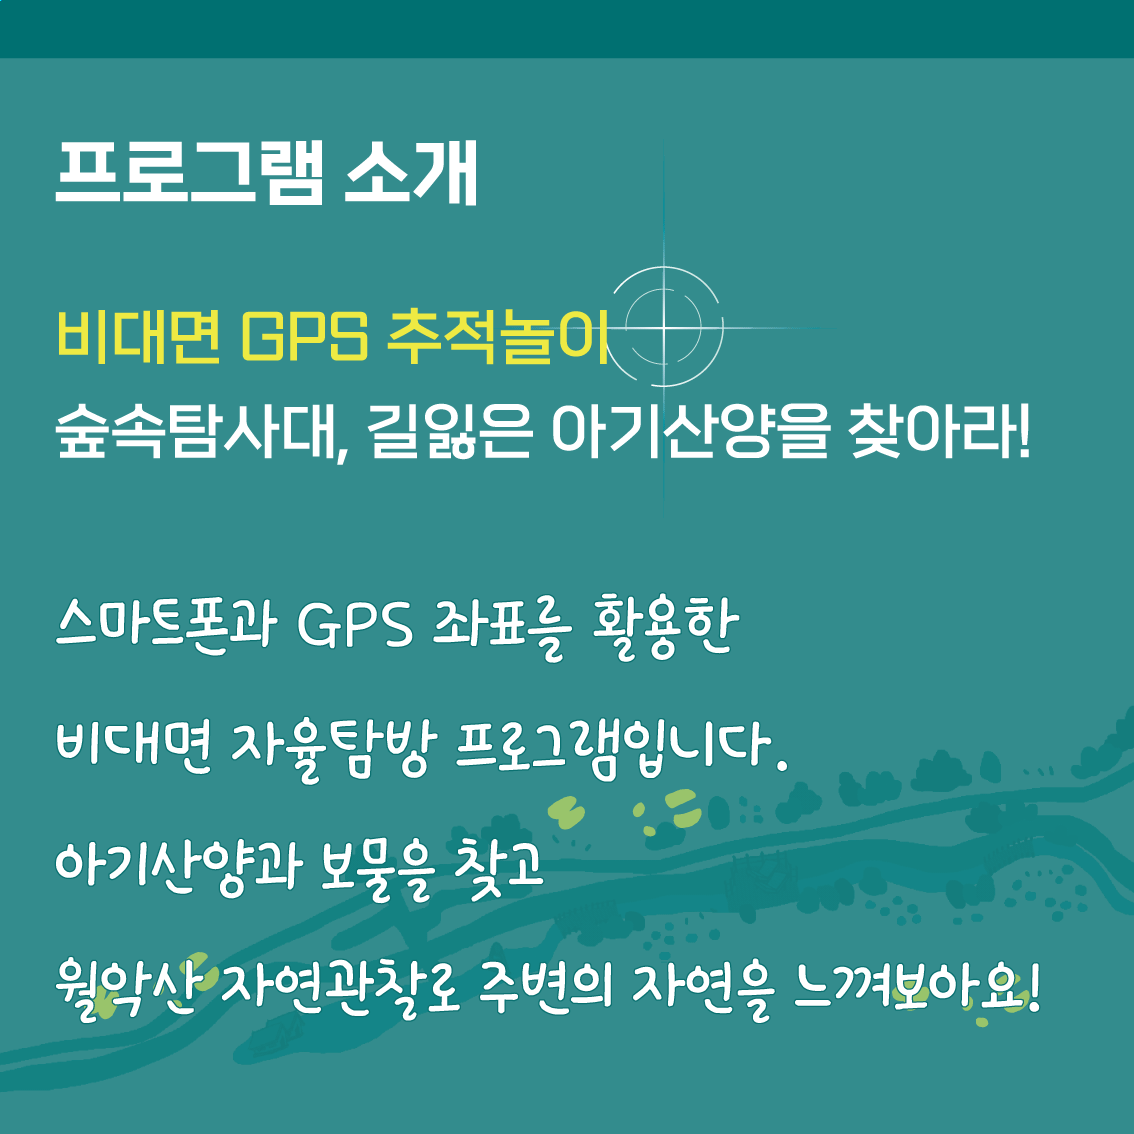 프로그램 소개
비대면 GPS 추적놀이
숲속탐사대, 길잃은 아기산양을 찾아라!
스마트폰과 GPS 좌표를 활용한
비대면 자율탐방 프로그램입니다.
아기산양과 보물을 찾고
월악산 자연관찰로 주변의 자연을 느껴보아요!